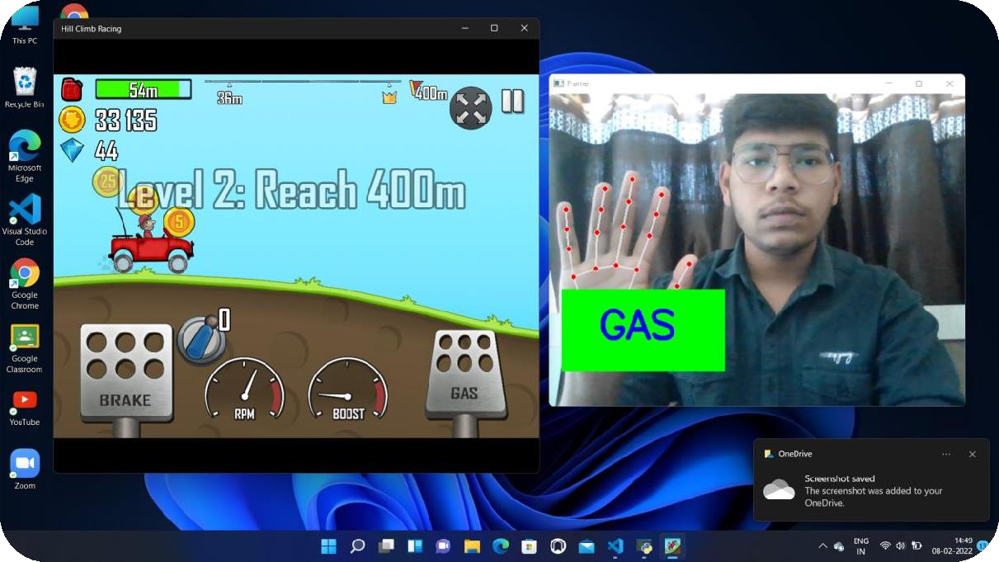 This PC
Recycle Bin
Microsoft
Edge
Visual Studio
Code
Google
Chrome
Google
Classroom
YouTube
Zoom
Hill Climb Racing
54m
36m
400m
33 135
44
25
5
Level 2: Reach 400m
0
BRAKE
RPM
BOOST
GAS
Frame
GAS
OneDrive
Screenshot saved
The screenshot was added to your
OneDrive.
ENG
IN
14:49
08-02-2022